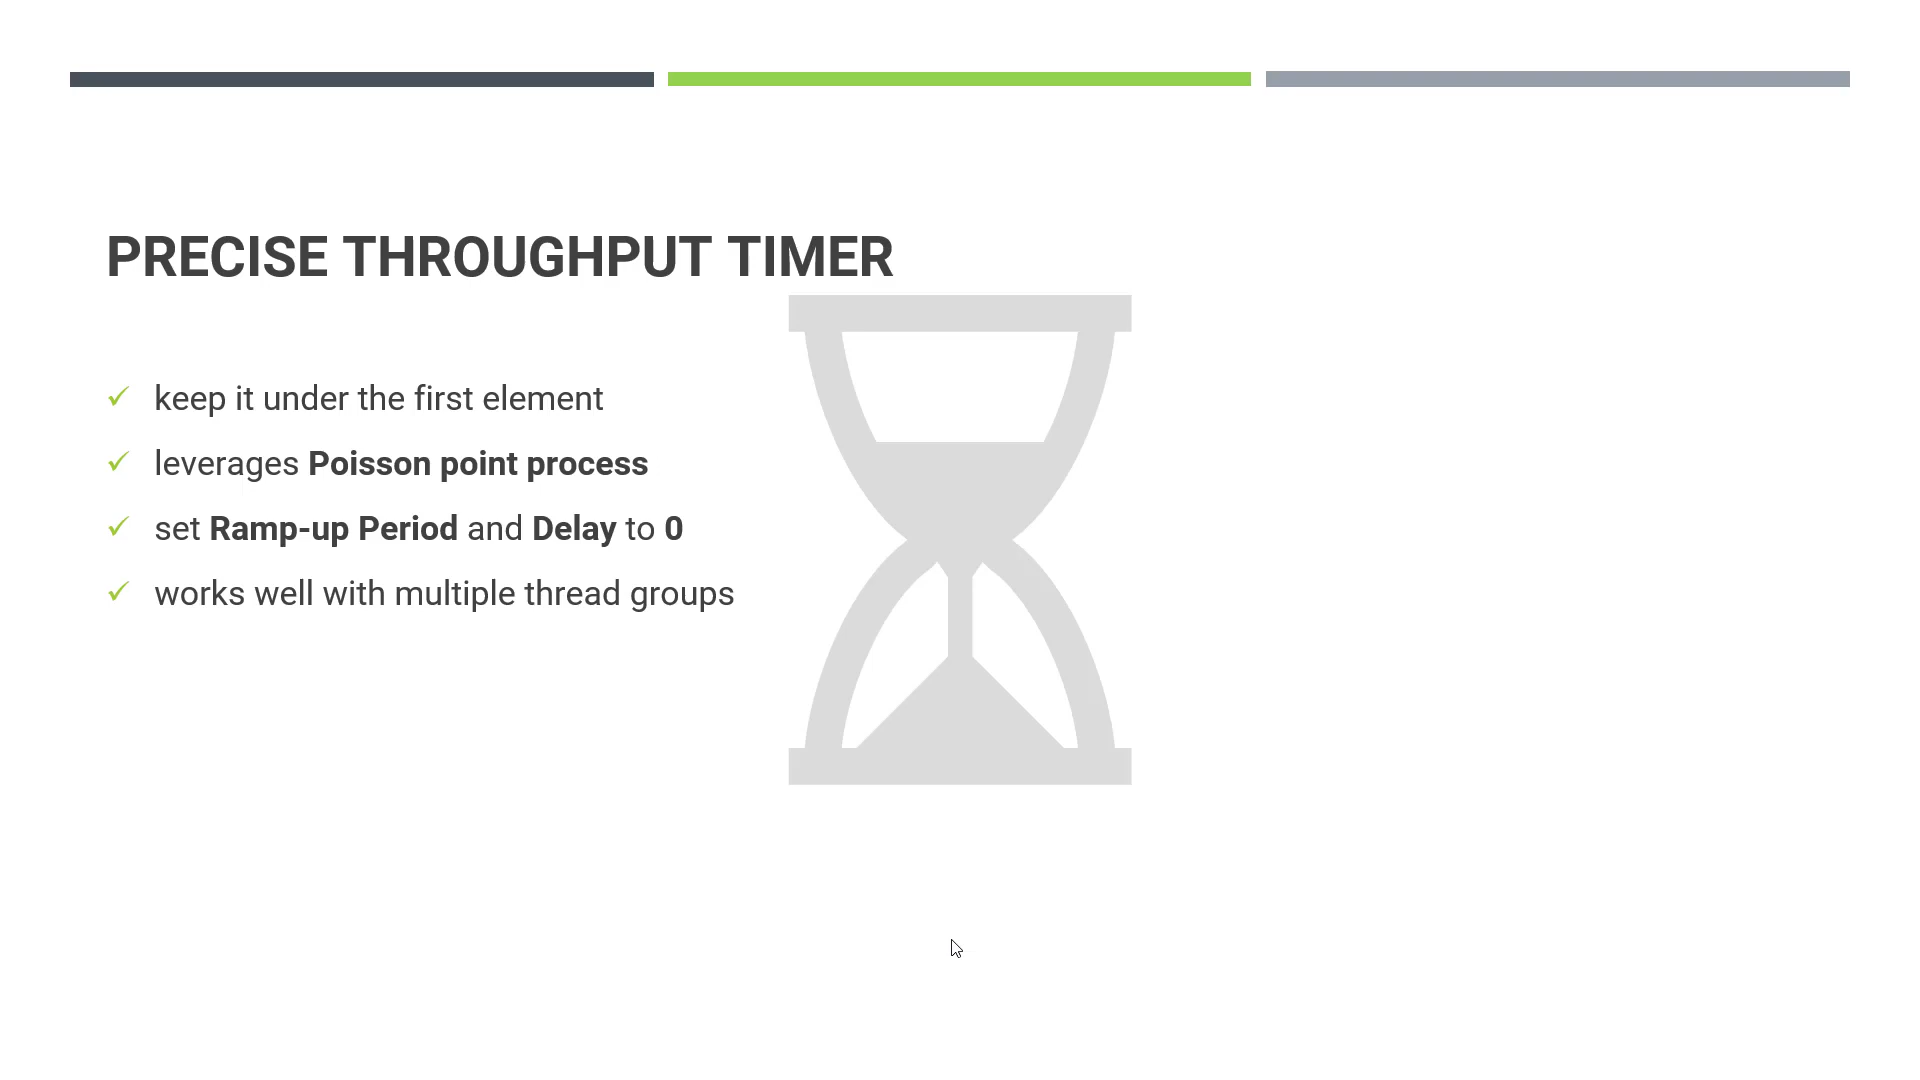 PRECISE THROUGHPUT TIMER
keep it under the first element
leverages Poisson point process
set Ramp-up Period and Delay to 0
works well with multiple thread groups